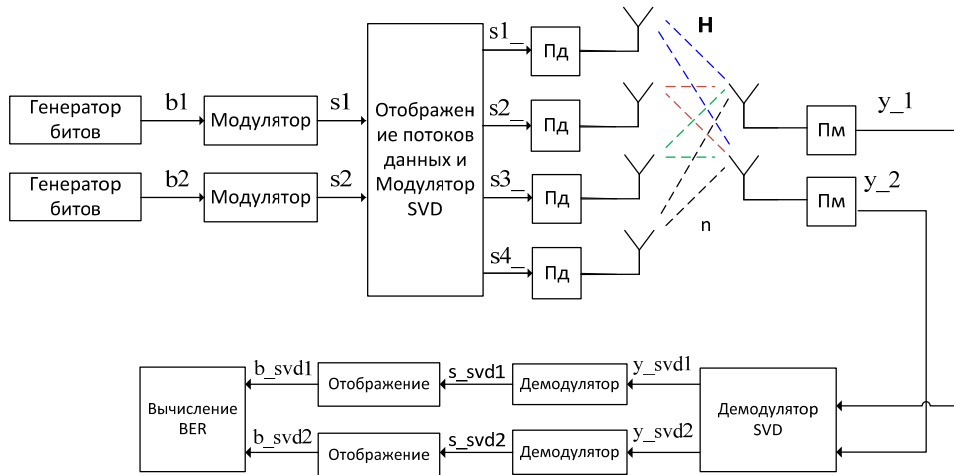 s1_
Пд
H
Генератор
битов
b1
Модулятор
s1
Отображен
ие потоков
данных и
Модулятор
SVD
s2_
Пд
Пм
y_1
Генератор
битов
b2
Модулятор
s2
s3_
Пд
Пм
y_2
n
s4_
Пд
Вычисление
BER
b_svd1
Отображение
s_svd1
Демодулятор
y_svd1
Демодулятор
SVD
b_svd2
Отображение
s_svd2
Демодулятор
y_svd2